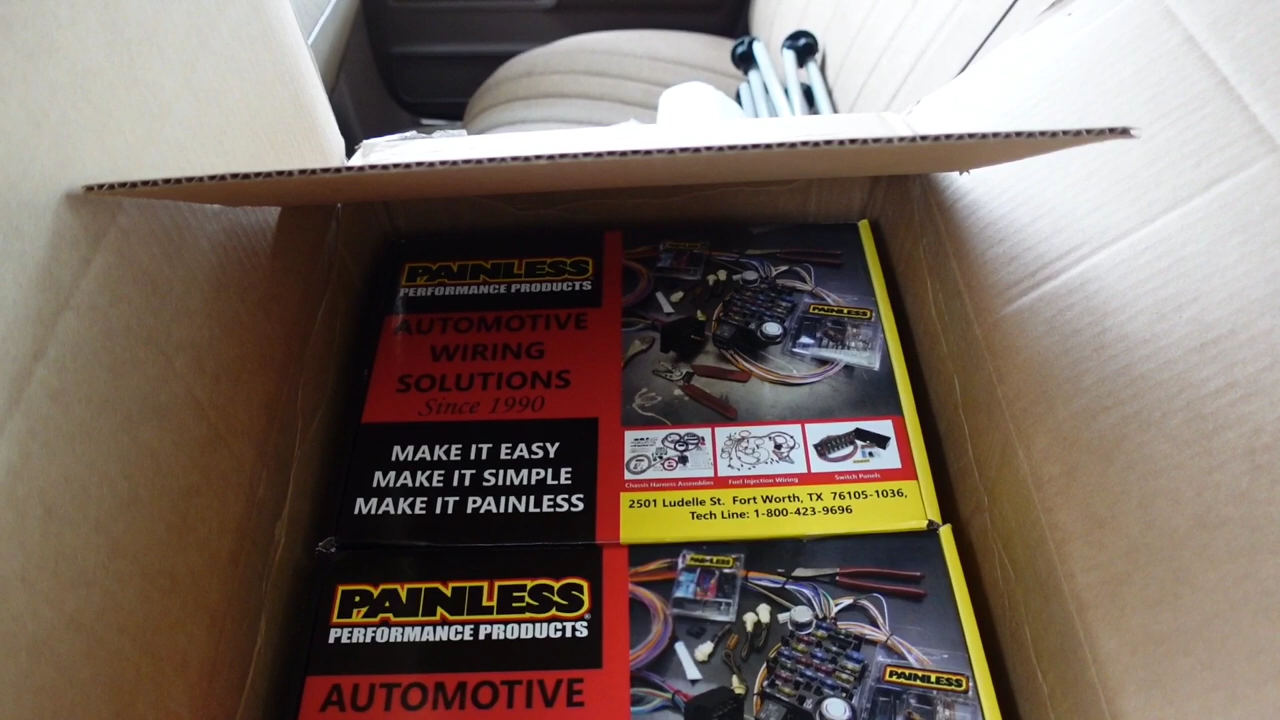 PAINLESS
PERFORMANCE PRODUCTS
AUTOMOTIVE
WIRING
SOLUTIONS
Since 1990
MAKE IT EASY
MAKE IT SIMPLE
MAKE IT PAINLESS
PAINLESS
PAINLESS
Chassis Harness Assemblies
Fuel Injection Wiring
Switch Panels
2501 Ludelle St. Fort Worth, TX 76105-1036,
Tech Line: 1-800-423-9696
PAINLESS®
PERFORMANCE PRODUCTS
AUTOMOTIVE
PAINLESS
PAINLESS